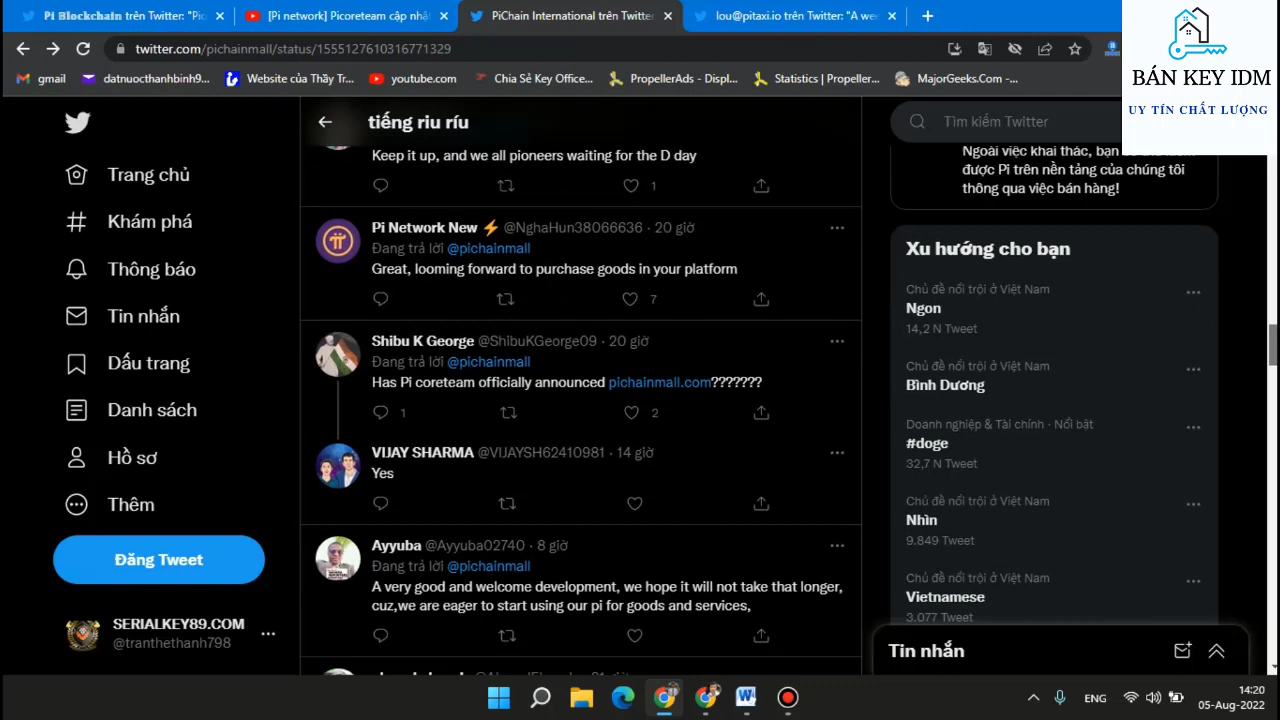 Pi Blockchain trên Twitter: "Pic
[Pi network] Picoreteam cập nhậ
PiChain International trên Twitter
lou@pitaxi.io trên Twitter: "A wee
twitter.com/pichainmall/status/1555127610316771329
gmail
datnuocthanhbinh9...
Website của Thầy Tr...
youtube.com
Chia Sẻ Key Office...
PropellerAds - Displ...
Statistics | Propeller...
MajorGeeks.Com -...
BÁN KEY IDM
UY TÍN CHẤT LƯỢNG
Trang chủ
Khám phá
Thông báo
Tin nhắn
Dấu trang
Danh sách
Hồ sơ
Thêm
Đăng Tweet
SERIALKEY89.COM
@tranthethanh798
tiếng riu ríu
Keep it up, and we all pioneers waiting for the D day
1
Pi Network New ⚡ @NghaHun38066636 · 20 giờ
Đang trả lời @pichainmall
Great, looming forward to purchase goods in your platform
7
Shibu K George @ShibuKGeorge09 · 20 giờ
Đang trả lời @pichainmall
Has Pi coreteam officially announced pichainmall.com???????
1 2
VIJAY SHARMA @VIJAYSH62410981 · 14 giờ
Yes
Ayyuba @Ayyuba02740 · 8 giờ
Đang trả lời @pichainmall
A very good and welcome development, we hope it will not take that longer,
cuz,we are eager to start using our pi for goods and services,
Tìm kiếm Twitter
Ngoài việc khai thác, bạn
được Pi trên nền tảng của chúng tôi
thông qua việc bán hàng!
Xu hướng cho bạn
Chủ đề nổi trội ở Việt Nam
Ngon
14,2 N Tweet
Chủ đề nổi trội ở Việt Nam
Bình Dương
Doanh nghiệp & Tài chính · Nổi bật
#doge
32,7 N Tweet
Chủ đề nổi trội ở Việt Nam
Nhìn
9.849 Tweet
Chủ đề nổi trội ở Việt Nam
Vietnamese
3.077 Tweet
Tin nhắn
ENG
14:20
05-Aug-2022